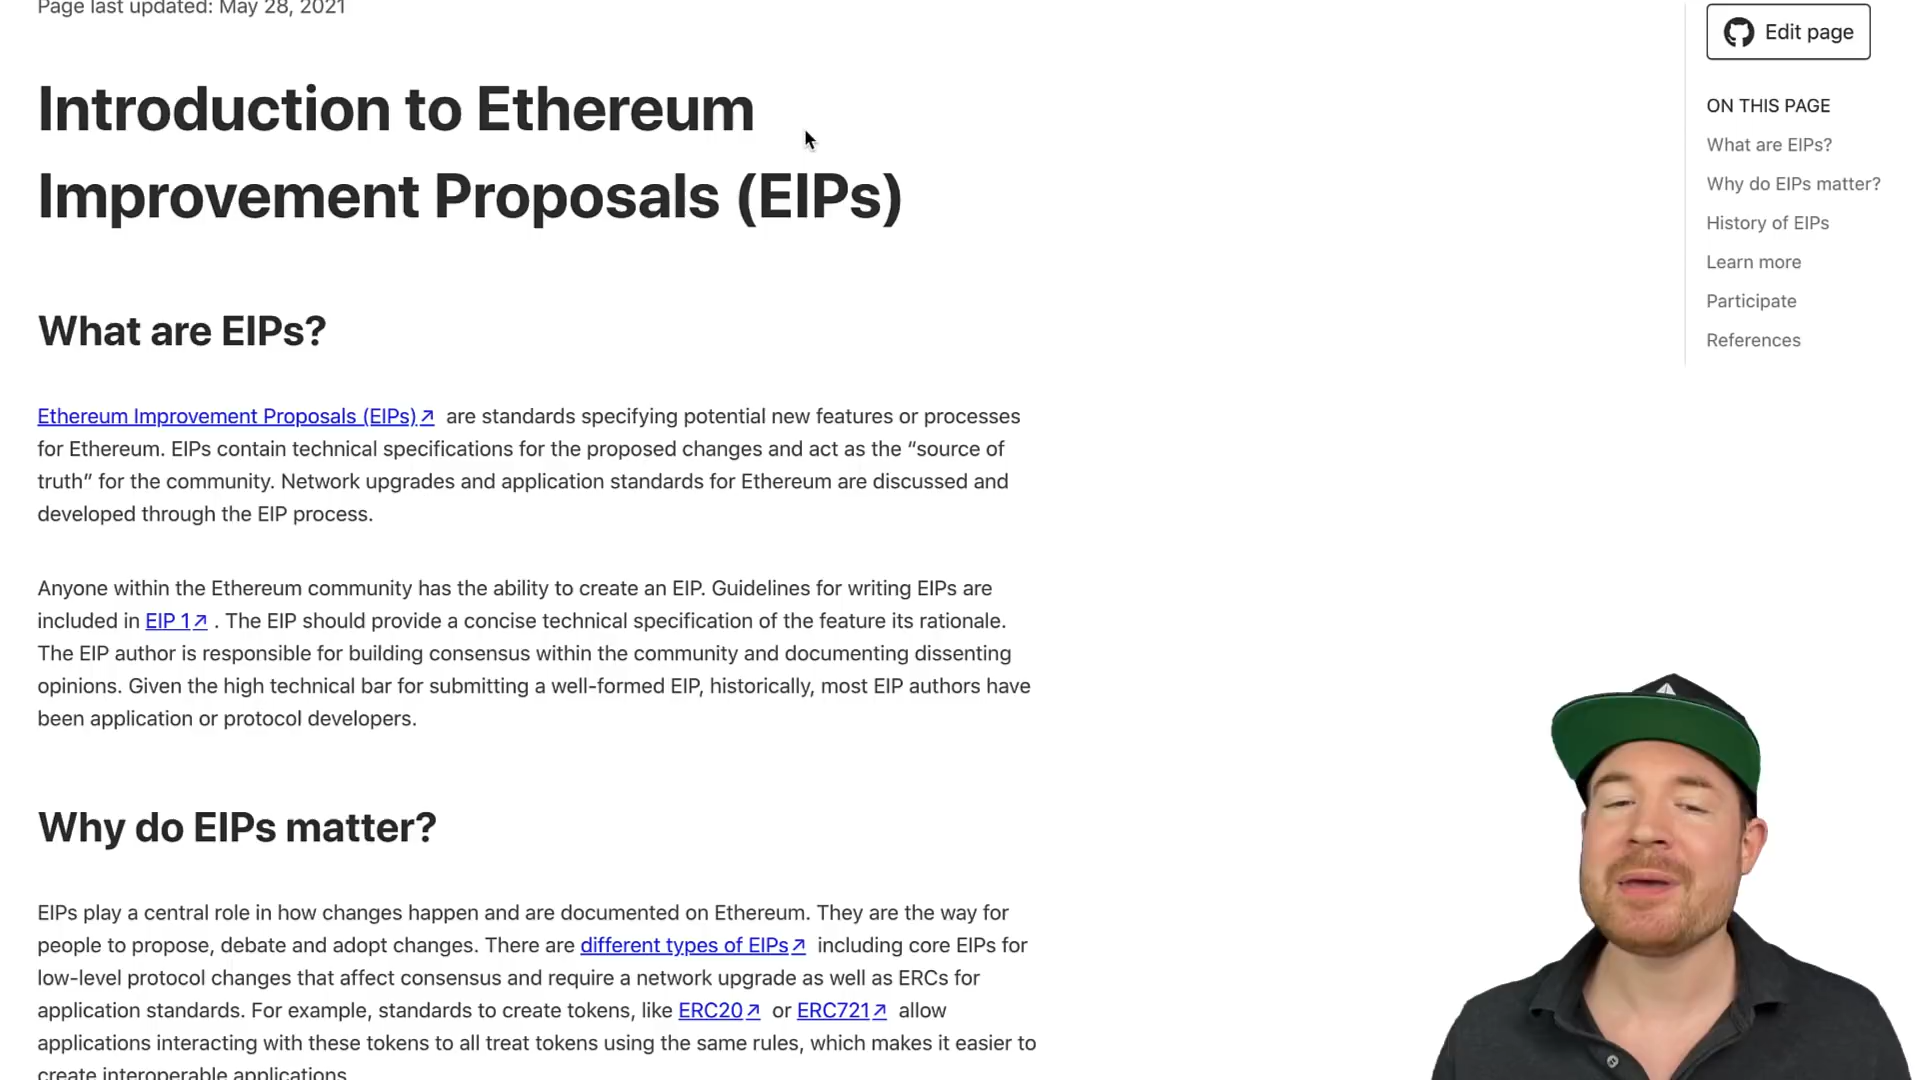 Page last updated: May 28, 2021
Introduction to Ethereum
Improvement Proposals (EIPs)
What are EIPs?
Ethereum Improvement Proposals (EIPs) are standards specifying potential new features or processes
for Ethereum. EIPs contain technical specifications for the proposed changes and act as the “source of
truth” for the community. Network upgrades and application standards for Ethereum are discussed and
developed through the EIP process.
Anyone within the Ethereum community has the ability to create an EIP. Guidelines for writing EIPs are
included in EIP 1 . The EIP should provide a concise technical specification of the feature its rationale.
The EIP author is responsible for building consensus within the community and documenting dissenting
opinions. Given the high technical bar for submitting a well-formed EIP, historically, most EIP authors have
been application or protocol developers.
Why do EIPs matter?
EIPs play a central role in how changes happen and are documented on Ethereum. They are the way for
people to propose, debate and adopt changes. There are different types of EIPs including core EIPs for
low-level protocol changes that affect consensus and require a network upgrade as well as ERCs for
application standards. For example, standards to create tokens, like ERC20 or ERC721 allow
applications interacting with these tokens to all treat tokens using the same rules, which makes it easier to
create interoperable applications.
Edit page
ON THIS PAGE
What are EIPs?
Why do EIPs matter?
History of EIPs
Learn more
Participate
References